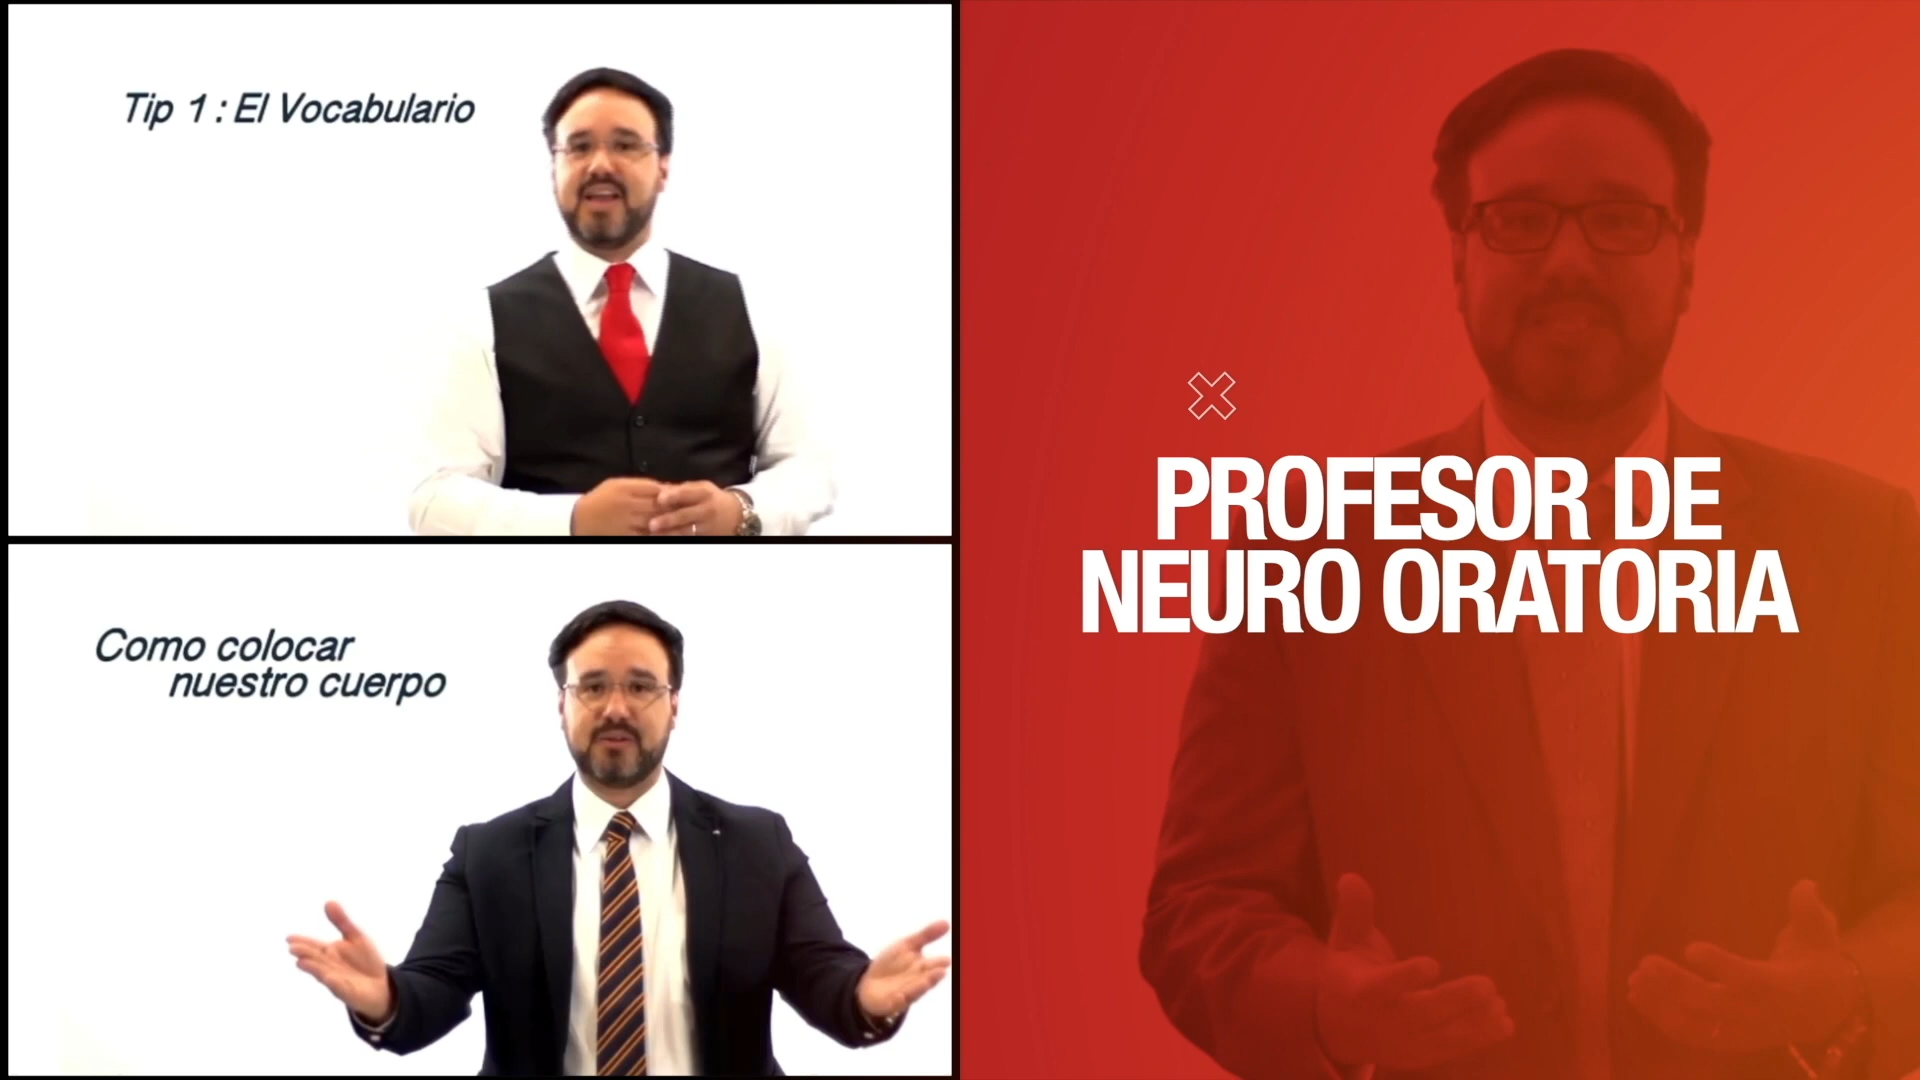 Tip 1 : El Vocabulario
Como colocar
nuestro cuerpo
PROFESOR DE
NEURO ORATORIA